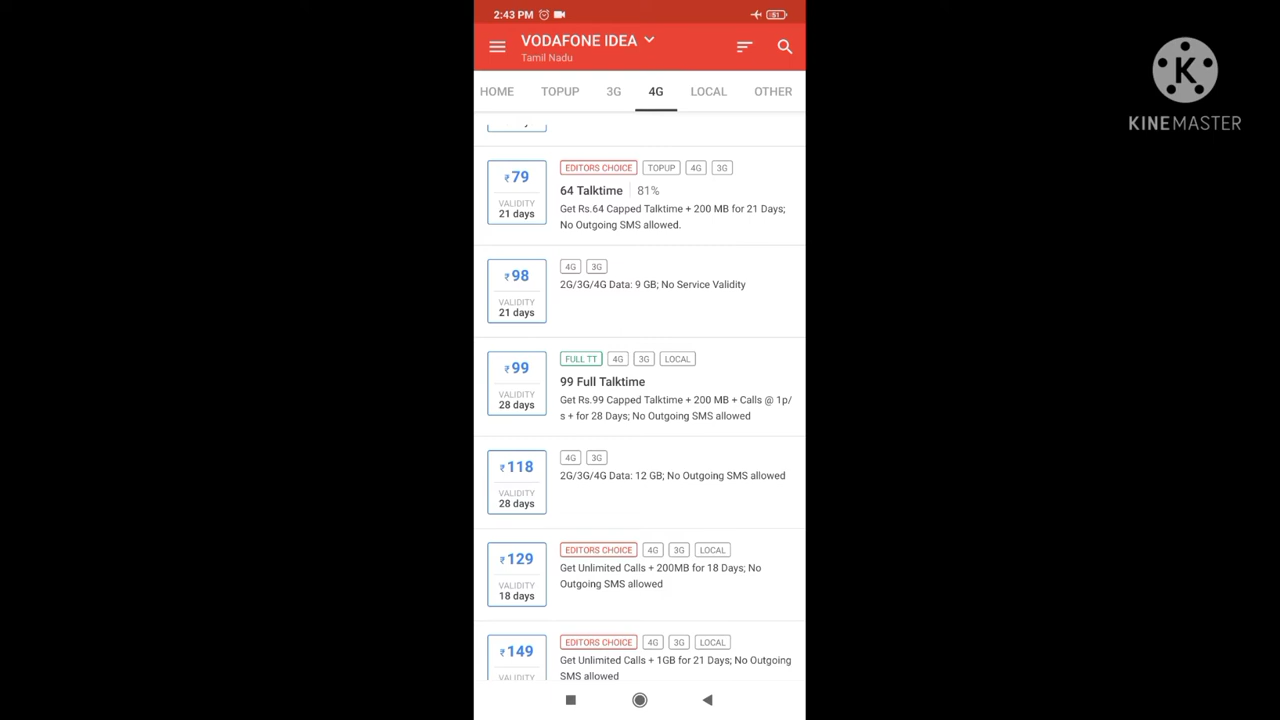 2:43 PM
51
VODAFONE IDEA
Tamil Nadu
HOME TOPUP 3G 4G LOCAL OTHER
₹79
VALIDITY
21 days
EDITORS CHOICE TOPUP 4G 3G
64 Talktime 81%
Get Rs.64 Capped Talktime + 200 MB for 21 Days;
No Outgoing SMS allowed.
₹98
VALIDITY
21 days
4G 3G
2G/3G/4G Data: 9 GB; No Service Validity
₹99
VALIDITY
28 days
FULL TT 4G 3G LOCAL
99 Full Talktime
Get Rs.99 Capped Talktime + 200 MB + Calls @ 1p/
s + for 28 Days; No Outgoing SMS allowed
₹118
VALIDITY
28 days
4G 3G
2G/3G/4G Data: 12 GB; No Outgoing SMS allowed
₹129
VALIDITY
18 days
EDITORS CHOICE 4G 3G LOCAL
Get Unlimited Calls + 200MB for 18 Days; No
Outgoing SMS allowed
₹149
VALIDITY
EDITORS CHOICE 4G 3G LOCAL
Get Unlimited Calls + 1GB for 21 Days; No Outgoing
SMS allowed
K
KINEMASTER